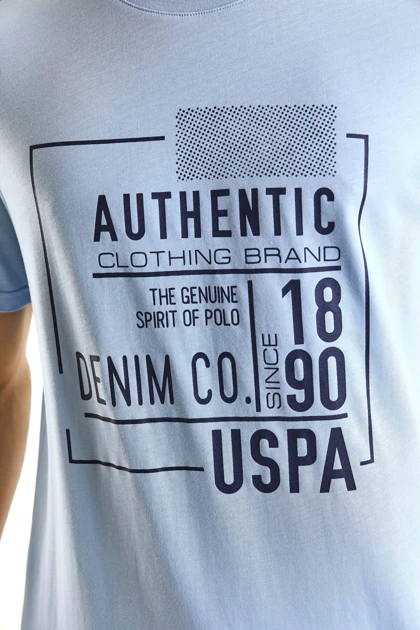 AUTHENTIC
CLOTHING BRAND
THE GENUINE
SPIRIT OF POLO
DENIM CO.
SINCE
18
90
USPA